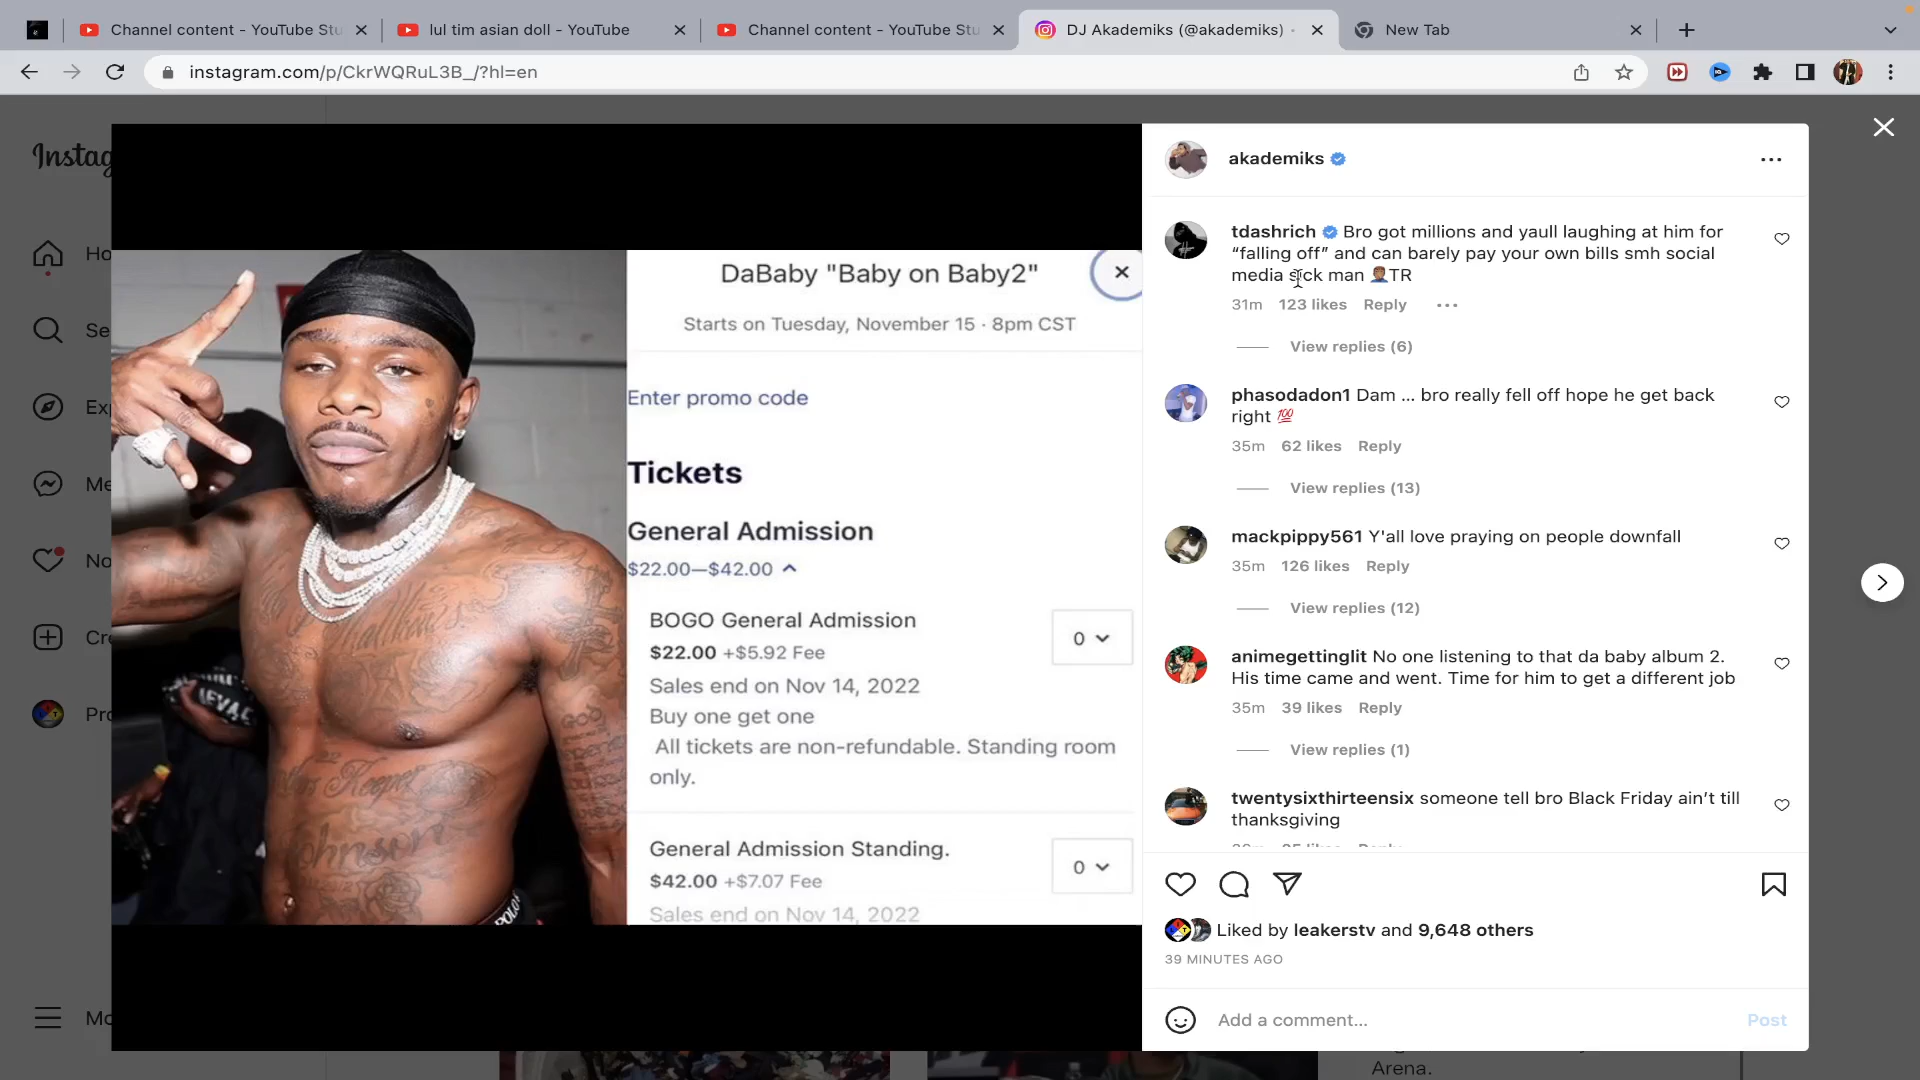 Channel content - YouTube Stu
lul tim asian doll - YouTube
Channel content - YouTube Stu
DJ Akademiks (@akademiks) -
New Tab
instagram.com/p/CkrWQRuL3B_/?hl=en
Instag
Ho
Se
Exp
Me
No
Cre
Pro
Mo
DaBaby "Baby on Baby2"
Starts on Tuesday, November 15 · 8pm CST
Enter promo code
Tickets
General Admission
$22.00—$42.00
BOGO General Admission
$22.00 +$5.92 Fee
0
Sales end on Nov 14, 2022
Buy one get one
All tickets are non-refundable. Standing room
only.
General Admission Standing.
$42.00 +$7.07 Fee
0
Sales end on Nov 14, 2022
akademiks
tdashrich Bro got millions and yaull laughing at him for
“falling off” and can barely pay your own bills smh social
media sick man 🤦🏾‍♂️TR
31m 123 likes Reply
View replies (6)
phasodadon1 Dam ... bro really fell off hope he get back
right 💯
35m 62 likes Reply
View replies (13)
mackpippy561 Y'all love praying on people downfall
35m 126 likes Reply
View replies (12)
animegettinglit No one listening to that da baby album 2.
His time came and went. Time for him to get a different job
35m 39 likes Reply
View replies (1)
twentysixthirteensix someone tell bro Black Friday ain’t till
thanksgiving
Liked by leakerstv and 9,648 others
39 MINUTES AGO
Add a comment...
Post
Arena.